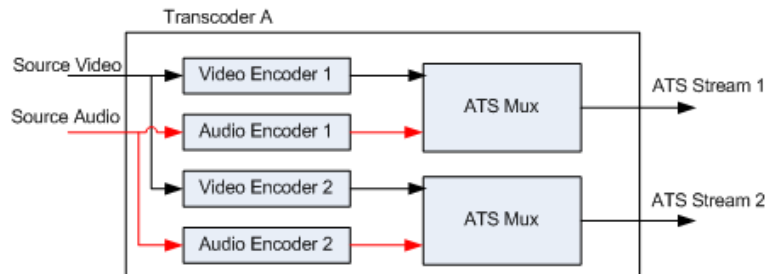 Transcoder A
Source Video
Video Encoder 1
ATS Mux
ATS Stream 1
Source Audio
Audio Encoder 1
Video Encoder 2
ATS Mux
ATS Stream 2
Audio Encoder 2